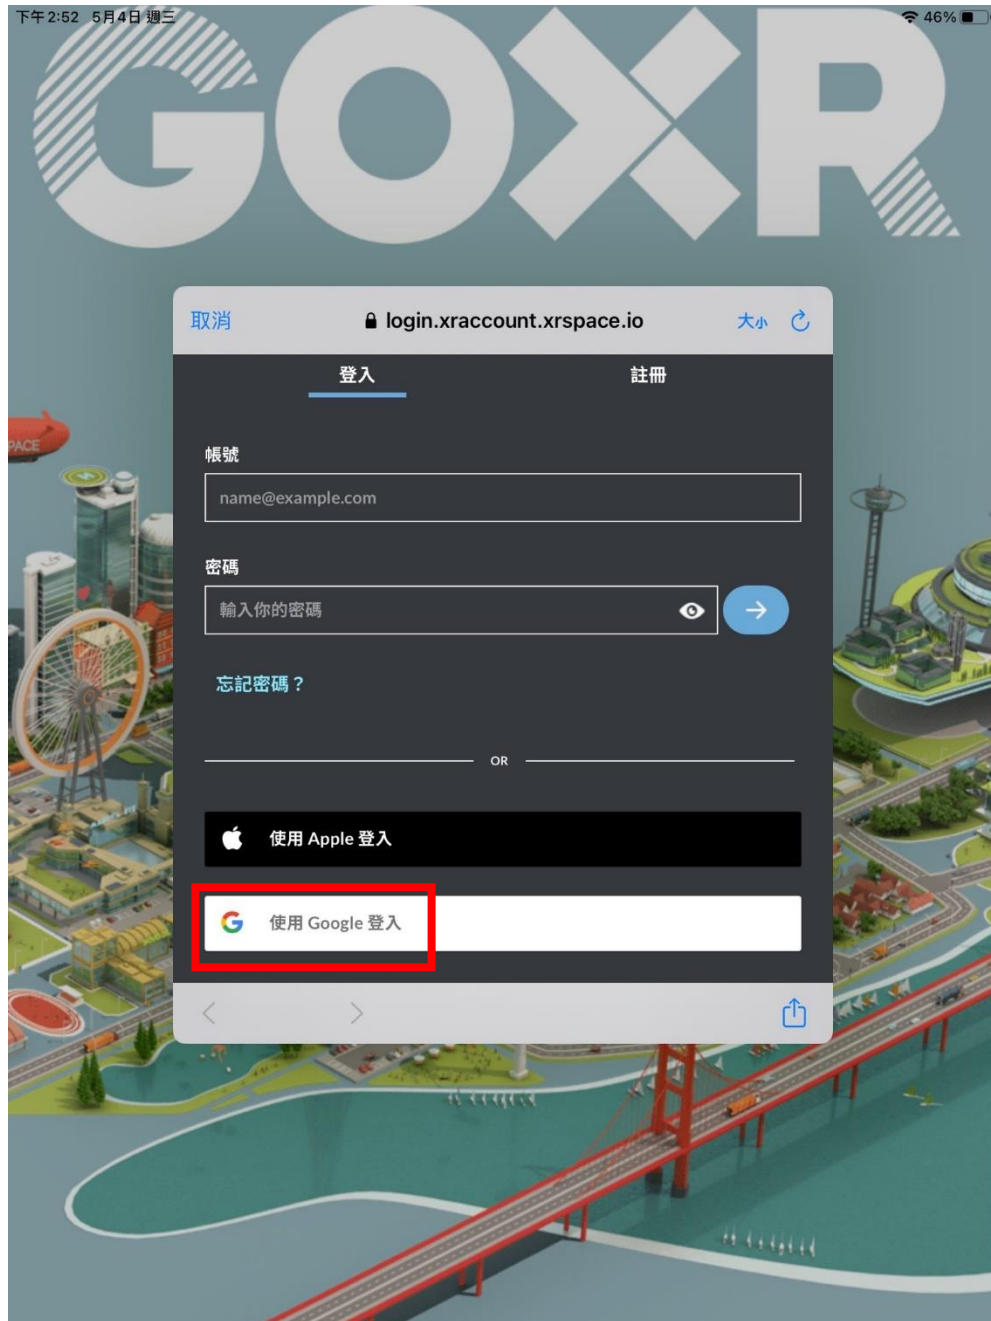 下午2:52 5月4日 週三
46%
GOXR
取消
login.xraccount.xrspace.io
大小
登入
註冊
PACE
帳號
name@example.com
密碼
輸入你的密碼
忘記密碼？
OR
使用 Apple 登入
使用 Google 登入